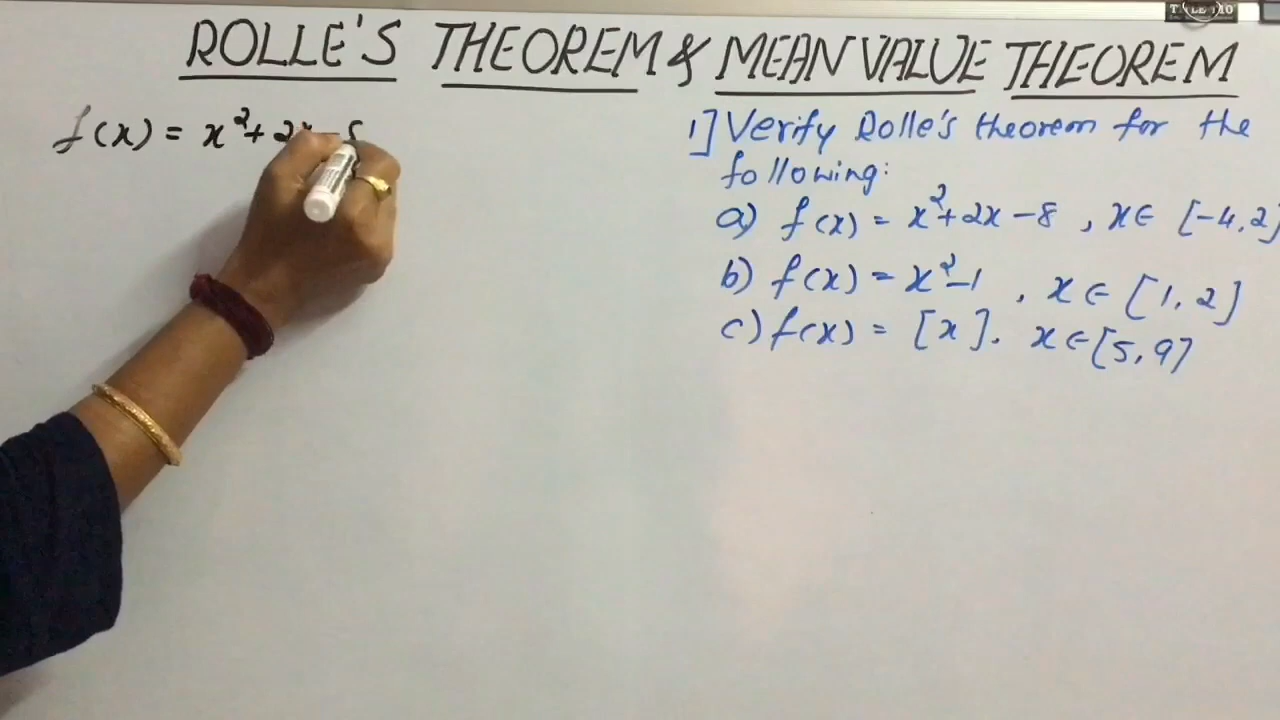 ROLLE'S THEOREM & MEAN VALUE THEOREM
f(x) = x²+
1] Verify Rolle's theorem for the
following:
a) f(x) = x²+2x-8 , x∈ [-4,2]
b) f(x) = x²-1 , x ∈ [1,2]
c) f(x) = [x]. x∈[5,9]